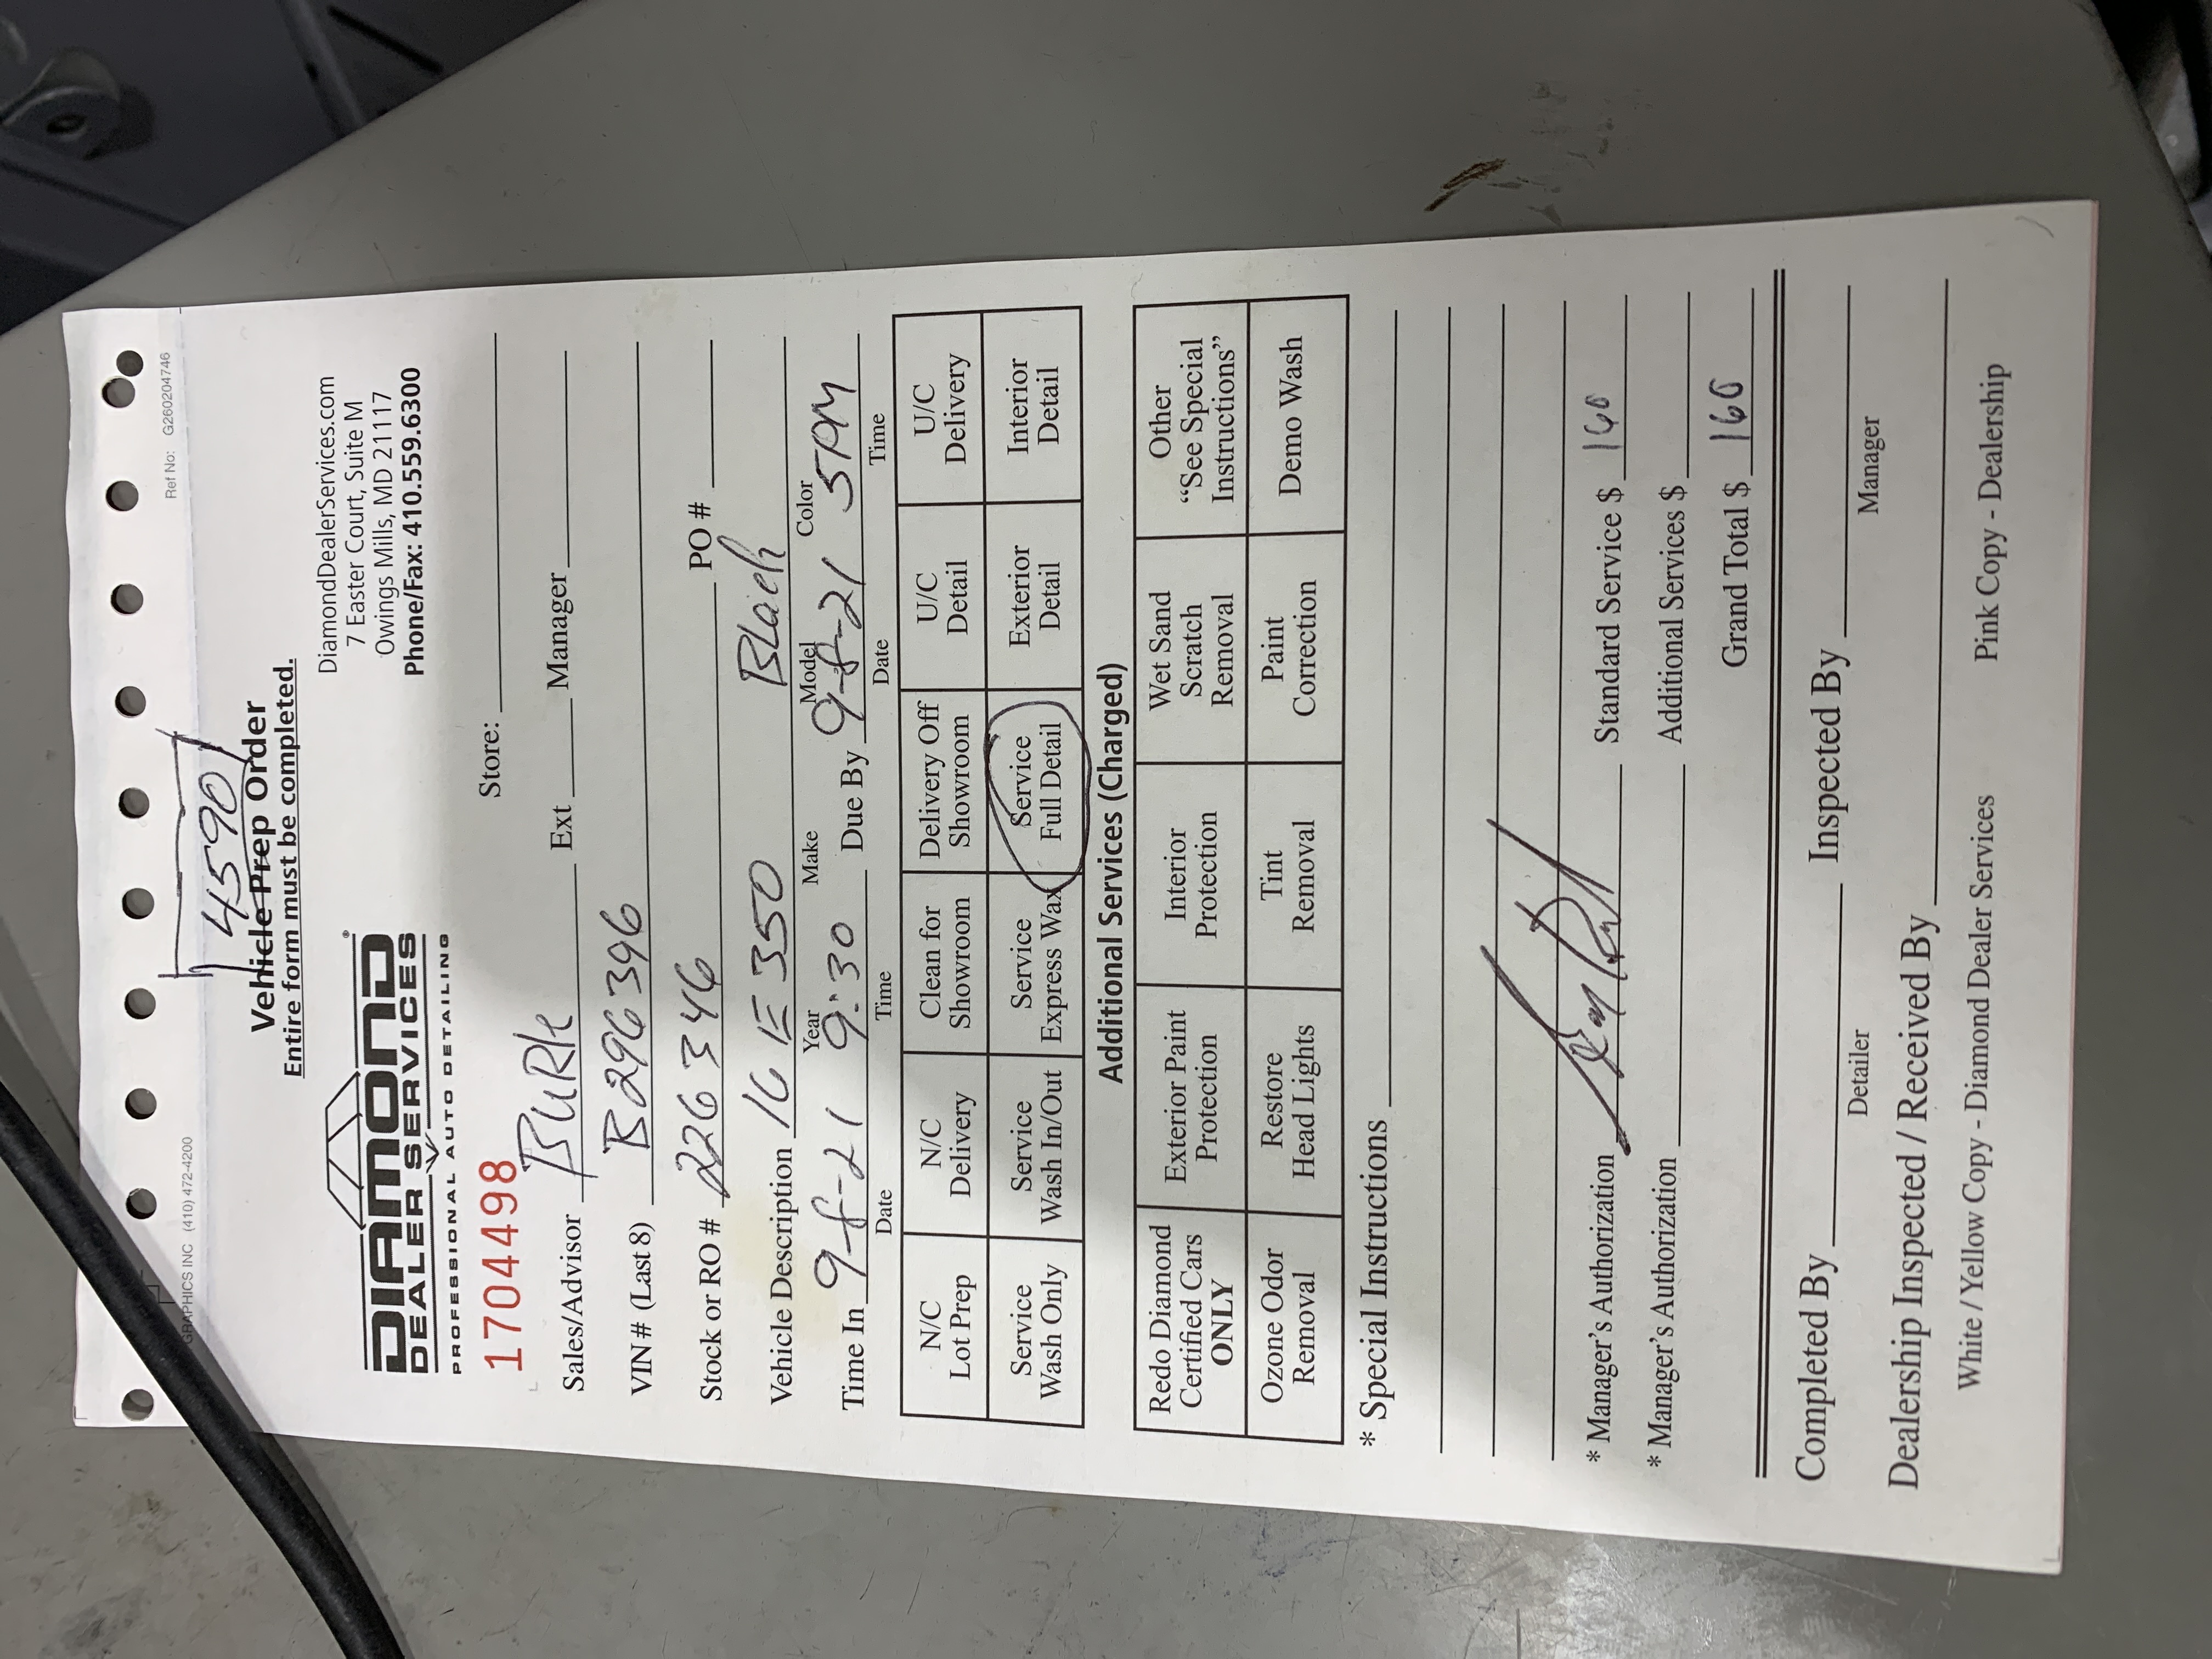 GRAPHICS INC (410) 472-4200 Ref No: G260204746
4590
Vehicle Prep Order
Entire form must be completed.
DIAMOND®
DEALER SERVICES
PROFESSIONAL AUTO DETAILING
DiamondDealerServices.com
7 Easter Court, Suite M
Owings Mills, MD 21117
Phone/Fax: 410.559.6300
1704498 Store:
Sales/Advisor BURK Ext Manager
VIN # (Last 8) B296396
Stock or RO # 226346 PO #
Vehicle Description 16 E350 Black
Year Make Model Color
Time In 9-8-21 9:30 Due By 9-8-21 5PM
Date Time Date Time
N/C Lot Prep N/C Delivery Clean for Showroom Delivery Off Showroom U/C Detail U/C Delivery
Service Wash Only Service Wash In/Out Service Express Wax Service Full Detail Exterior Detail Interior Detail
Additional Services (Charged)
Redo Diamond Certified Cars ONLY Exterior Paint Protection Interior Protection Wet Sand Scratch Removal Other "See Special Instructions"
Ozone Odor Removal Restore Head Lights Tint Removal Paint Correction Demo Wash
* Special Instructions
* Manager's Authorization Standard Service $ 160
* Manager's Authorization Additional Services $
Grand Total $ 160
Completed By Inspected By
Detailer Manager
Dealership Inspected / Received By
White / Yellow Copy - Diamond Dealer Services Pink Copy - Dealership